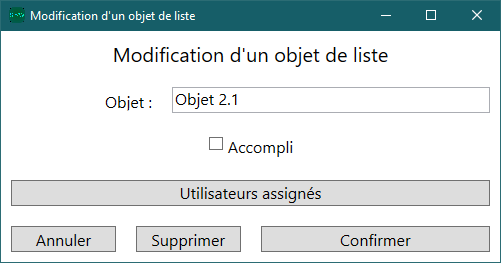 Modification d'un objet de liste
Modification d'un objet de liste
Objet : Objet 2.1
Accompli
Utilisateurs assignés
Annuler Supprimer Confirmer